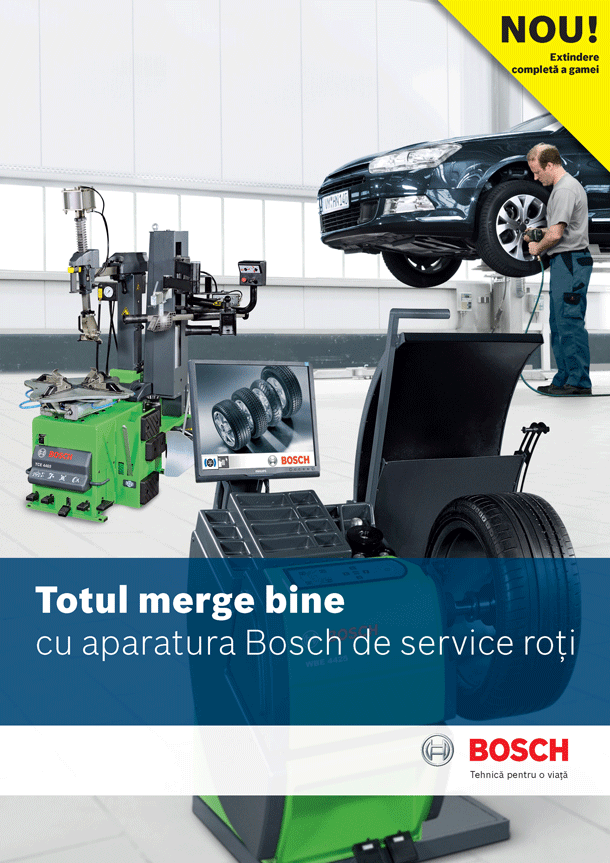 NOU!
Extindere
completă a gamei
BOSCH
BOSCH
Totul merge bine
cu aparatura Bosch de service roți
BOSCH
BOSCH
Tehnică pentru o viață